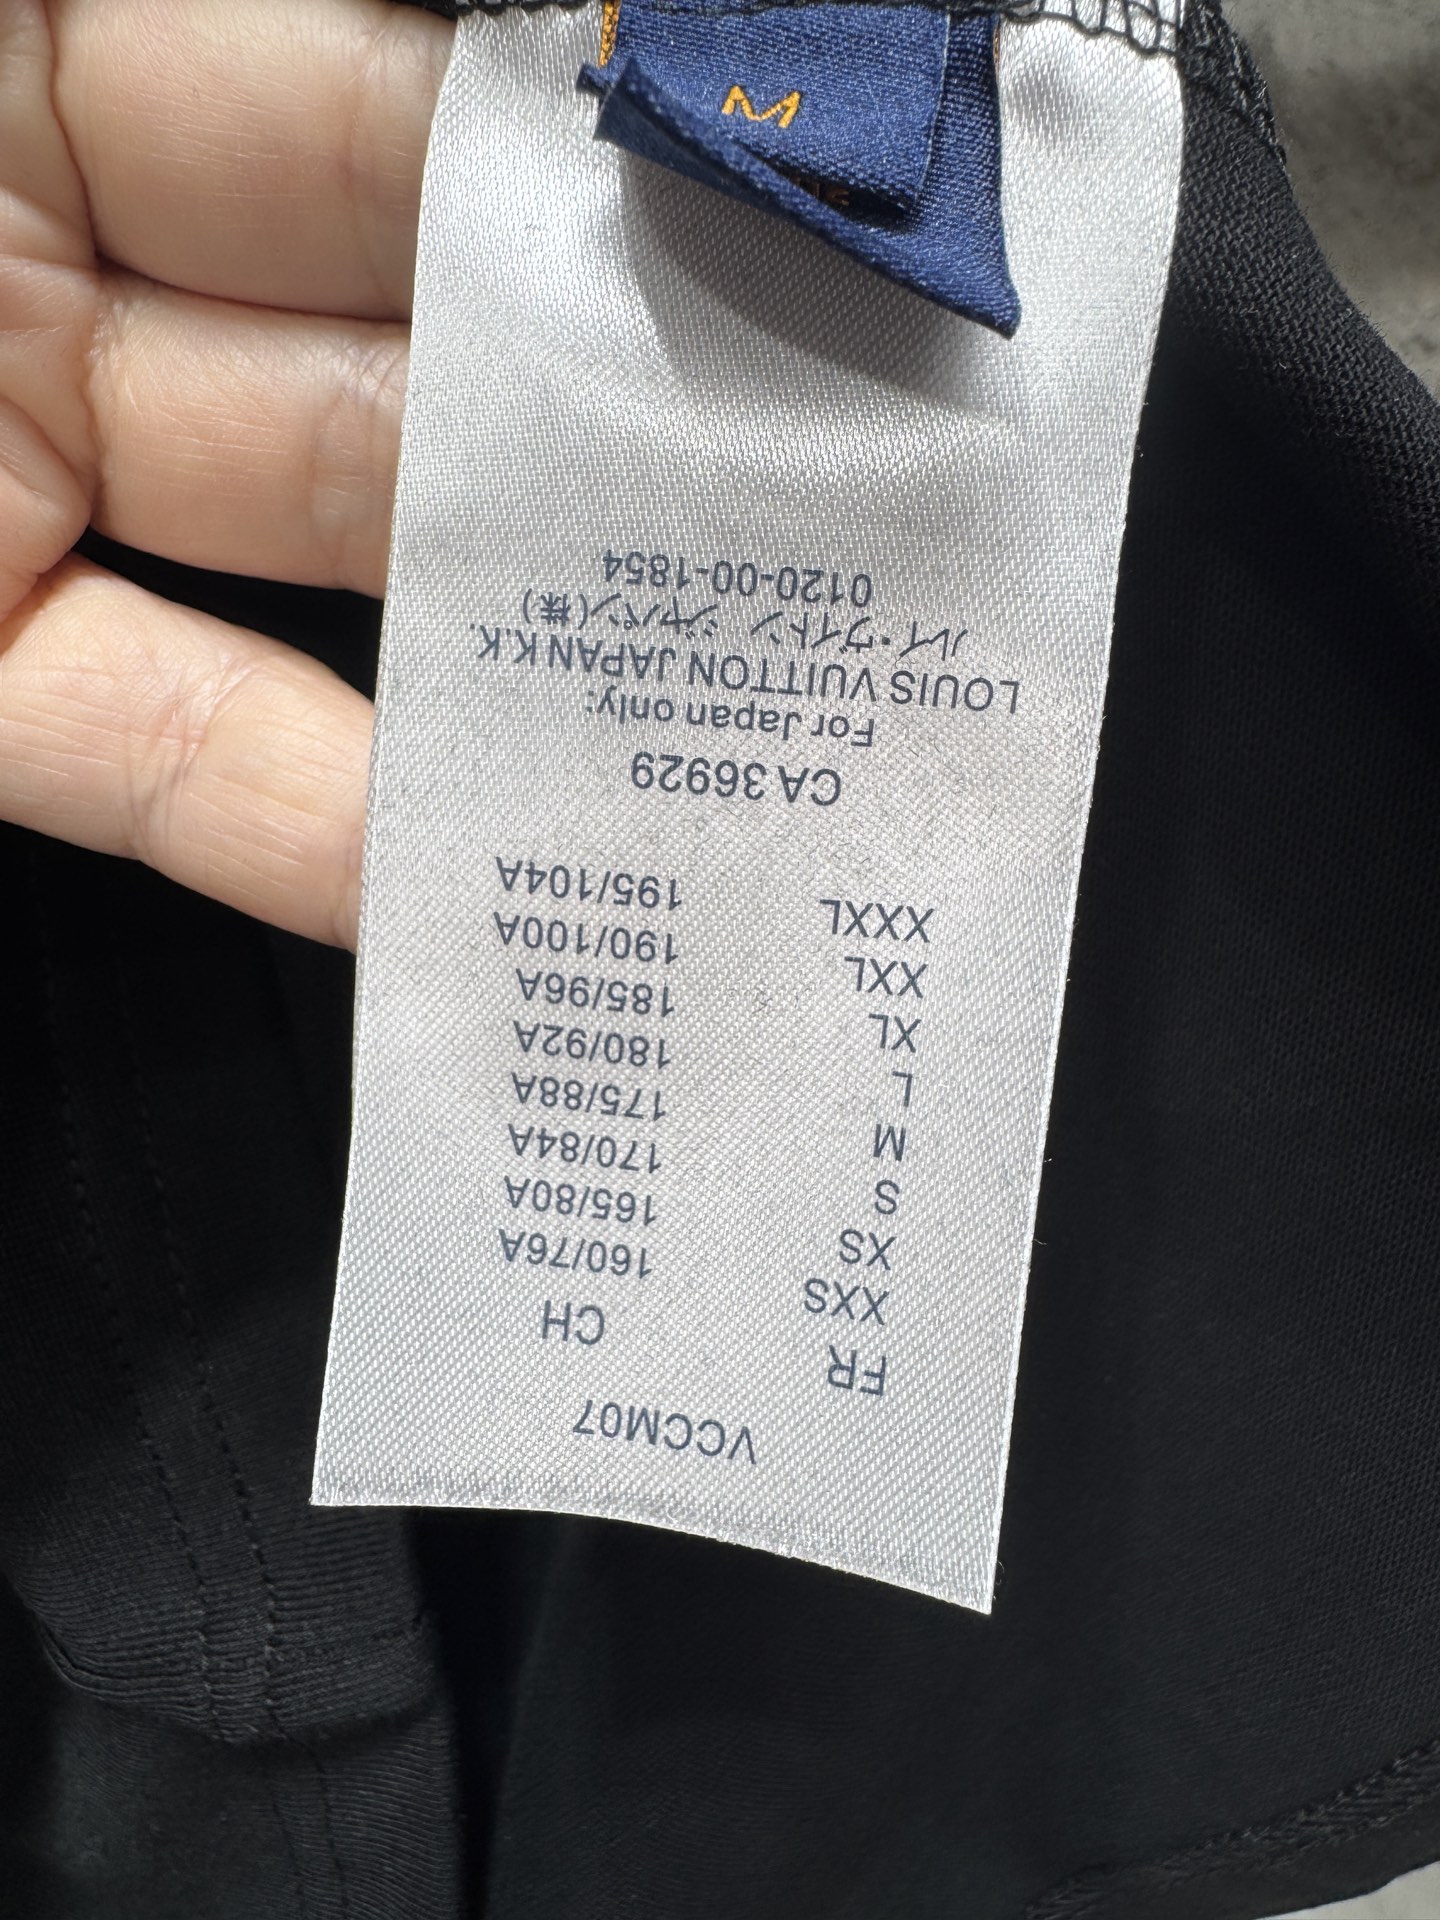 M
VCCM07
FR CH
XXS 160/76A
XS 165/80A
S 170/84A
M 175/88A
L 180/92A
XL 185/96A
XXL 190/100A
XXXL 195/104A
CA 36929
For Japan only:
LOUIS VUITTON JAPAN K.K.
ルイ・ヴィトン ジャパン(株)
0120-00-1854